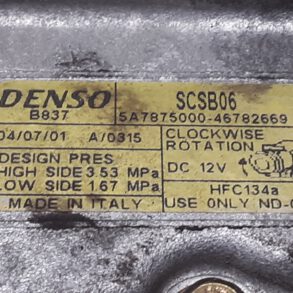 DENSO SCSB06
B837 5A7875000-46782669
04/07/01 A/0315 CLOCKWISE
ROTATION
DESIGN PRES
HIGH SIDE 3.53 MPa DC 12V
LOW SIDE 1.67 MPa HFC134a
MADE IN ITALY USE ONLY ND-